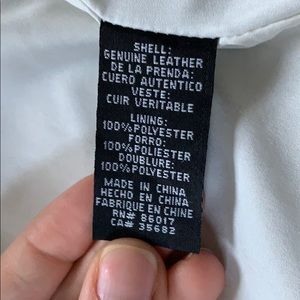 SHELL:
GENUINE LEATHER
DE LA PRENDA:
CUERO AUTENTICO
VESTE:
CUIR VERITABLE
LINING:
100%POLYESTER
FORRO:
100%POLIESTER
DOUBLURE:
100%POLYESTER
MADE IN CHINA
HECHO EN CHINA
FABRIQUE EN CHINE
RN# 86017
CA# 35682